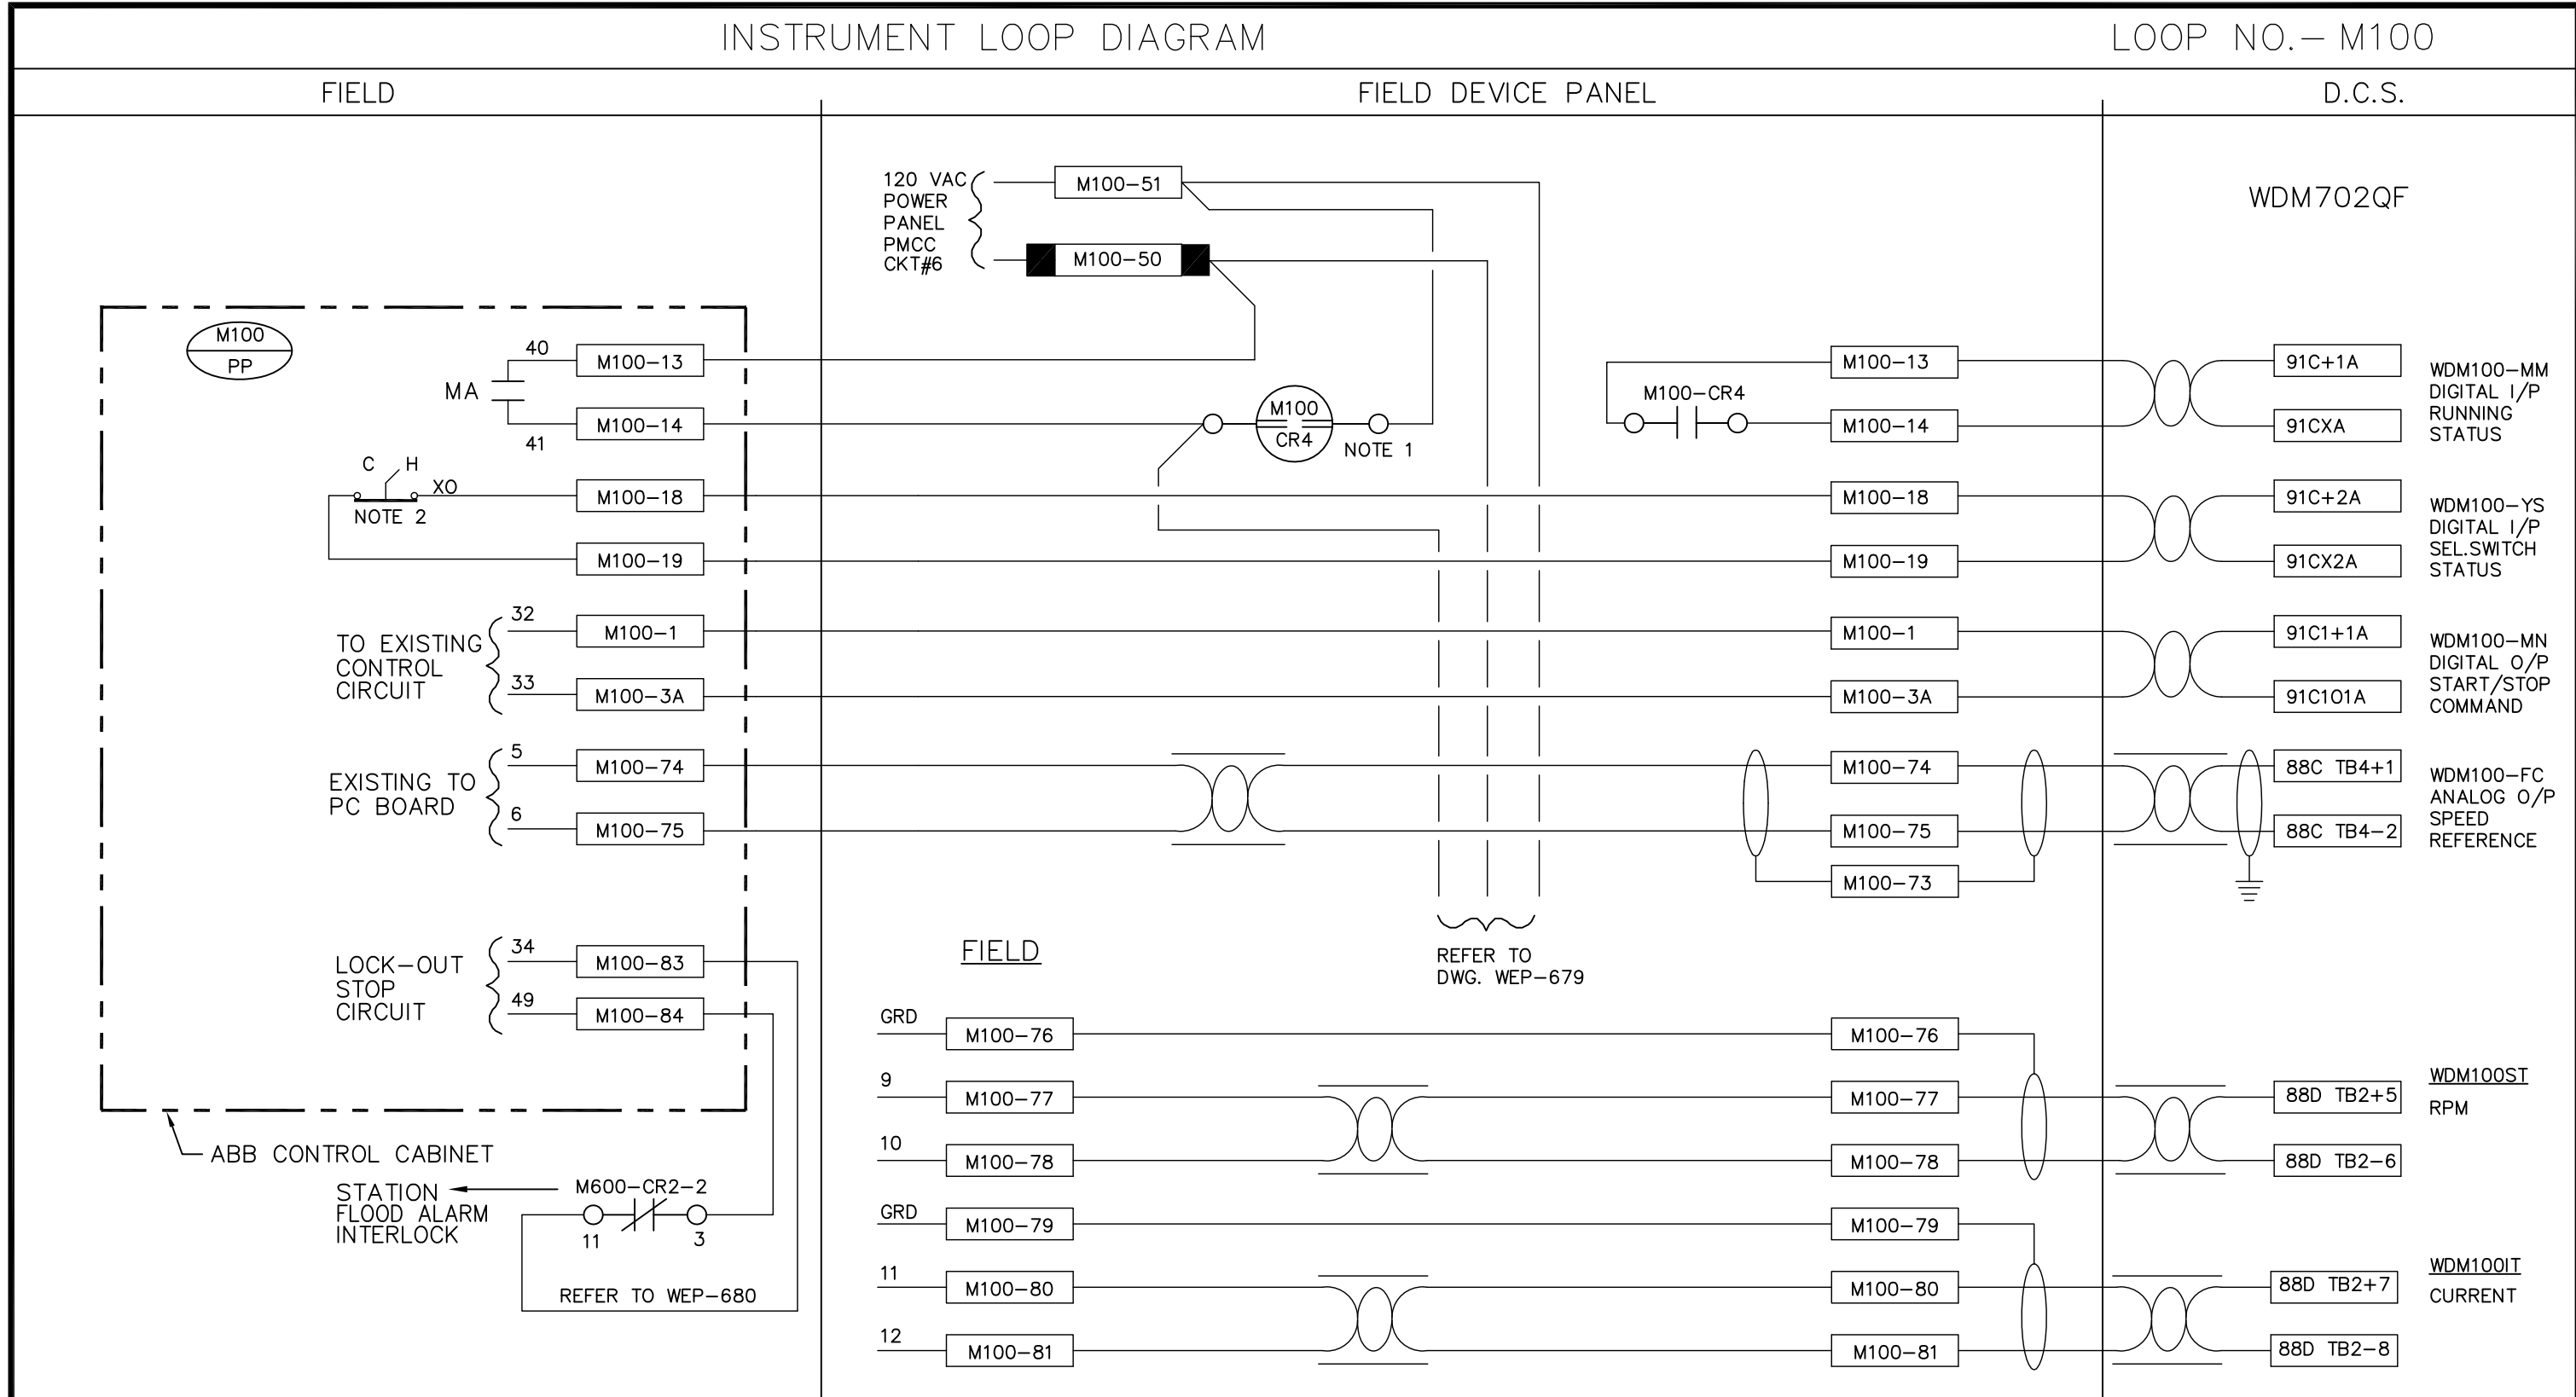 INSTRUMENT LOOP DIAGRAM
LOOP NO.- M100
FIELD
FIELD DEVICE PANEL
D.C.S.
120 VAC
POWER
PANEL
PMCC
CKT#6
M100-51
M100-50
WDM702QF
M100
PP
MA
40
M100-13
41
M100-14
M100
CR4
NOTE 1
M100-CR4
M100-13
M100-14
91C+1A
91CXA
WDM100-MM
DIGITAL I/P
RUNNING
STATUS
C H
XO
NOTE 2
M100-18
M100-19
M100-18
M100-19
91C+2A
91CX2A
WDM100-YS
DIGITAL I/P
SEL.SWITCH
STATUS
TO EXISTING
CONTROL
CIRCUIT
32
M100-1
33
M100-3A
M100-1
M100-3A
91C1+1A
91C101A
WDM100-MN
DIGITAL O/P
START/STOP
COMMAND
EXISTING TO
PC BOARD
5
M100-74
6
M100-75
M100-74
M100-75
M100-73
88C TB4+1
88C TB4-2
WDM100-FC
ANALOG O/P
SPEED
REFERENCE
LOCK-OUT
STOP
CIRCUIT
34
M100-83
49
M100-84
REFER TO
DWG. WEP-679
ABB CONTROL CABINET
STATION
FLOOD ALARM
INTERLOCK
M600-CR2-2
11
3
REFER TO WEP-680
FIELD
GRD
M100-76
M100-76
9
M100-77
M100-77
88D TB2+5
10
M100-78
M100-78
88D TB2-6
WDM100ST
RPM
GRD
M100-79
M100-79
11
M100-80
M100-80
88D TB2+7
12
M100-81
M100-81
88D TB2-8
WDM100IT
CURRENT